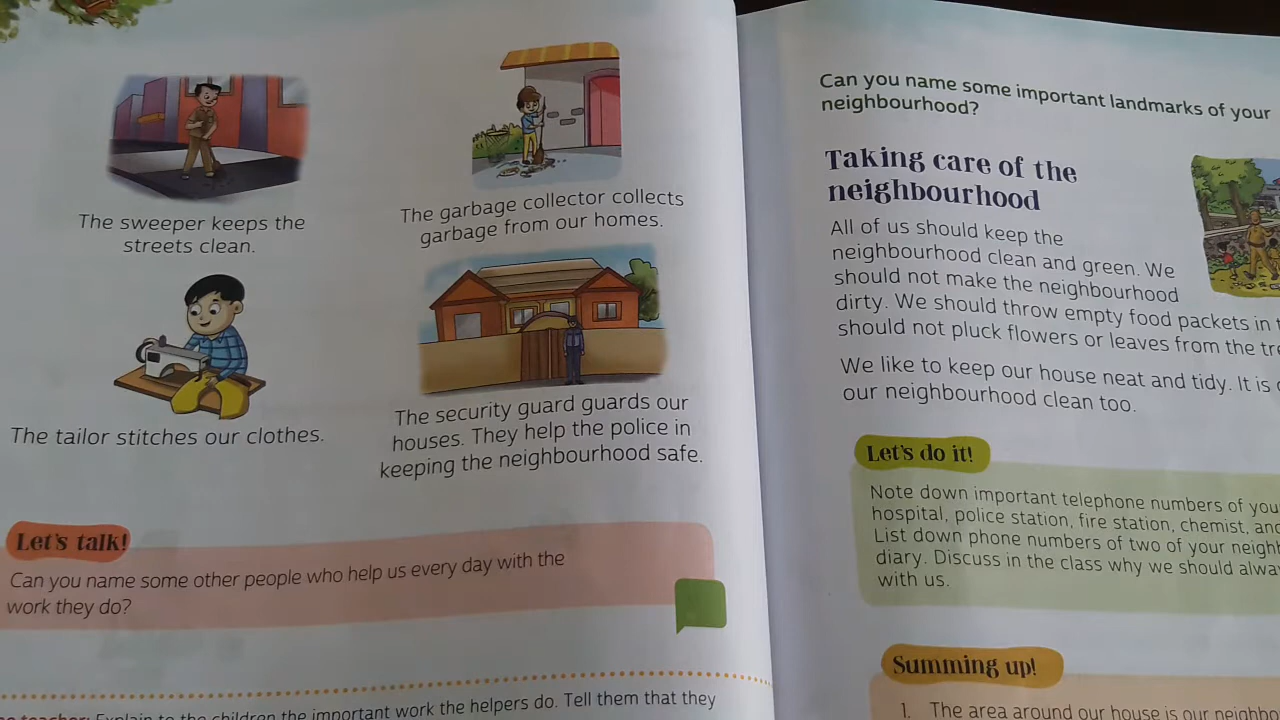 The sweeper keeps the
streets clean.
The garbage collector collects
garbage from our homes.
The tailor stitches our clothes.
The security guard guards our
houses. They help the police in
keeping the neighbourhood safe.
Let's talk!
Can you name some other people who help us every day with the
work they do?
teacher: Explain to the children the important work the helpers do. Tell them that they
Can you name some important landmarks of your
neighbourhood?
Taking care of the
neighbourhood
All of us should keep the
neighbourhood clean and green. We
should not make the neighbourhood
dirty. We should throw empty food packets in
should not pluck flowers or leaves from the
We like to keep our house neat and tidy. It is
our neighbourhood clean too.
Let's do it!
Note down important telephone numbers of
hospital, police station, fire station, chemist,
List down phone numbers of two of your
diary. Discuss in the class why we should
with us.
Summing up!
1. The area around our house is our